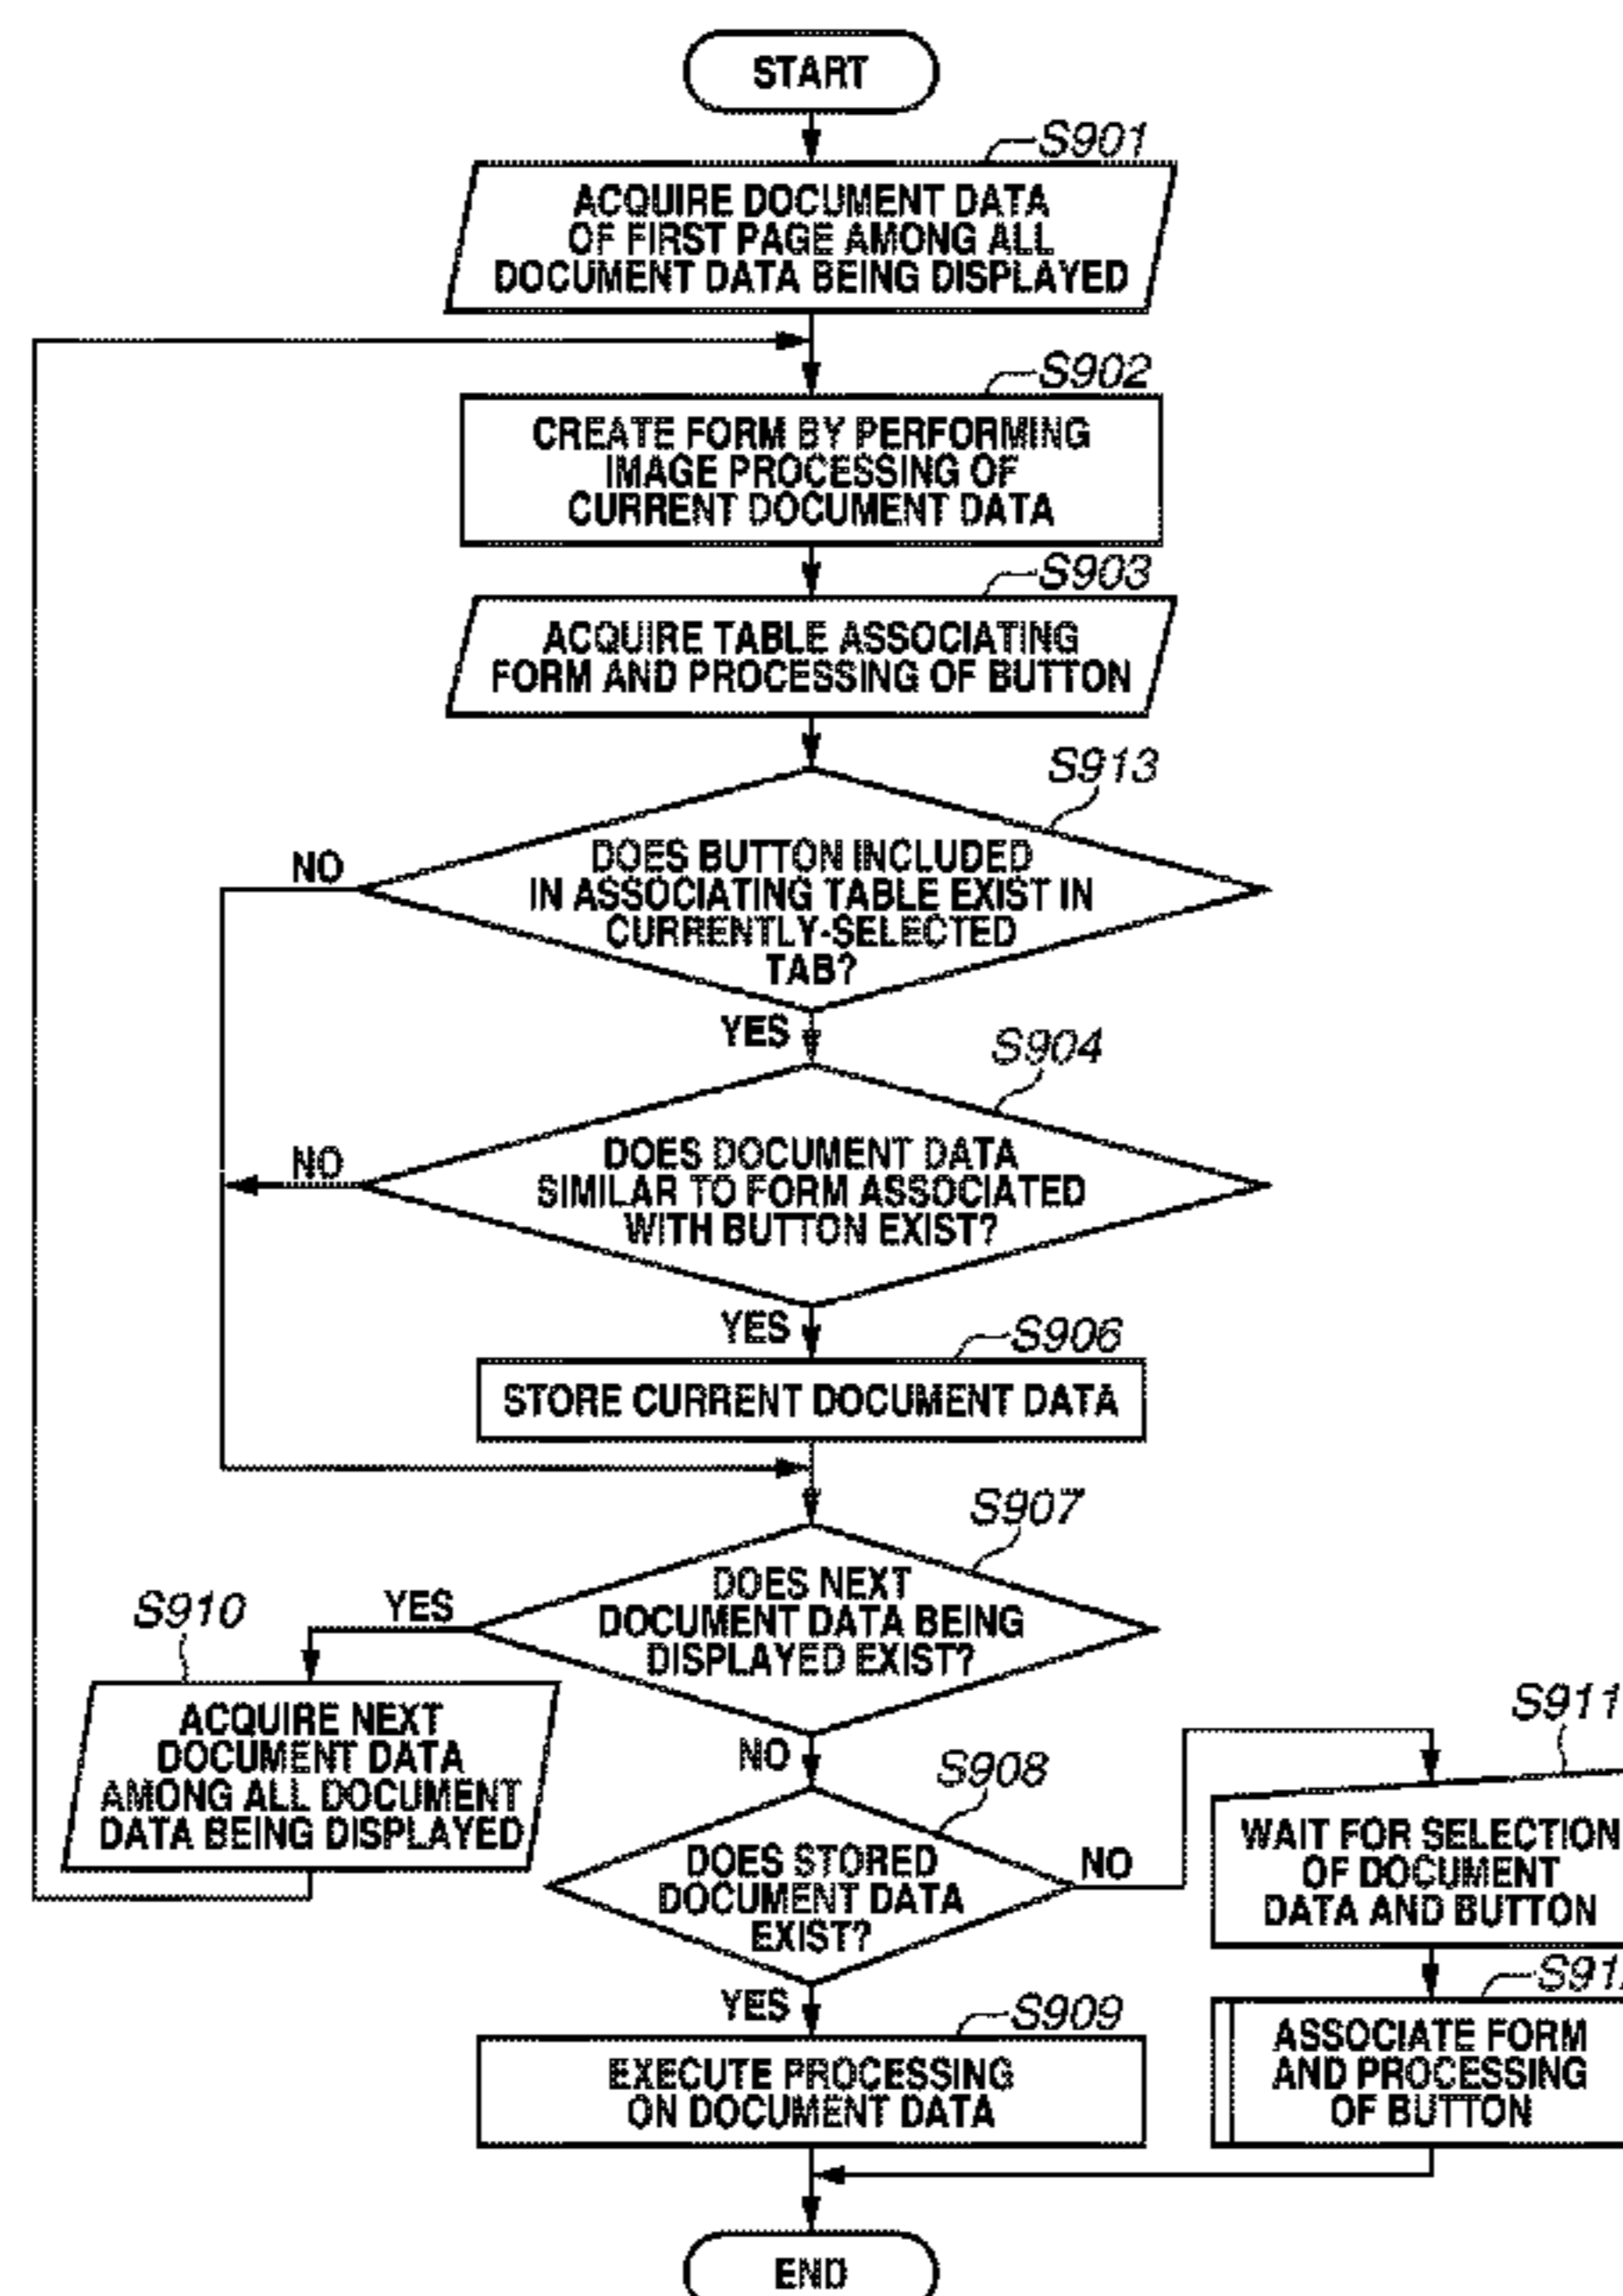 START
S901
ACQUIRE DOCUMENT DATA
OF FIRST PAGE AMONG ALL
DOCUMENT DATA BEING DISPLAYED
S902
CREATE FORM BY PERFORMING
IMAGE PROCESSING OF
CURRENT DOCUMENT DATA
S903
ACQUIRE TABLE ASSOCIATING
FORM AND PROCESSING OF BUTTON
S913
DOES BUTTON INCLUDED
IN ASSOCIATING TABLE EXIST IN
CURRENTLY-SELECTED
TAB?
NO
YES
S904
DOES DOCUMENT DATA
SIMILAR TO FORM ASSOCIATED
WITH BUTTON EXIST?
NO
YES
S906
STORE CURRENT DOCUMENT DATA
S907
DOES NEXT
DOCUMENT DATA BEING
DISPLAYED EXIST?
YES
S910
ACQUIRE NEXT
DOCUMENT DATA
AMONG ALL DOCUMENT
DATA BEING DISPLAYED
NO
S908
DOES STORED
DOCUMENT DATA
EXIST?
NO
S911
WAIT FOR SELECTION
OF DOCUMENT
DATA AND BUTTON
YES
S909
EXECUTE PROCESSING
ON DOCUMENT DATA
ASSOCIATE FORM
AND PROCESSING
OF BUTTON
END